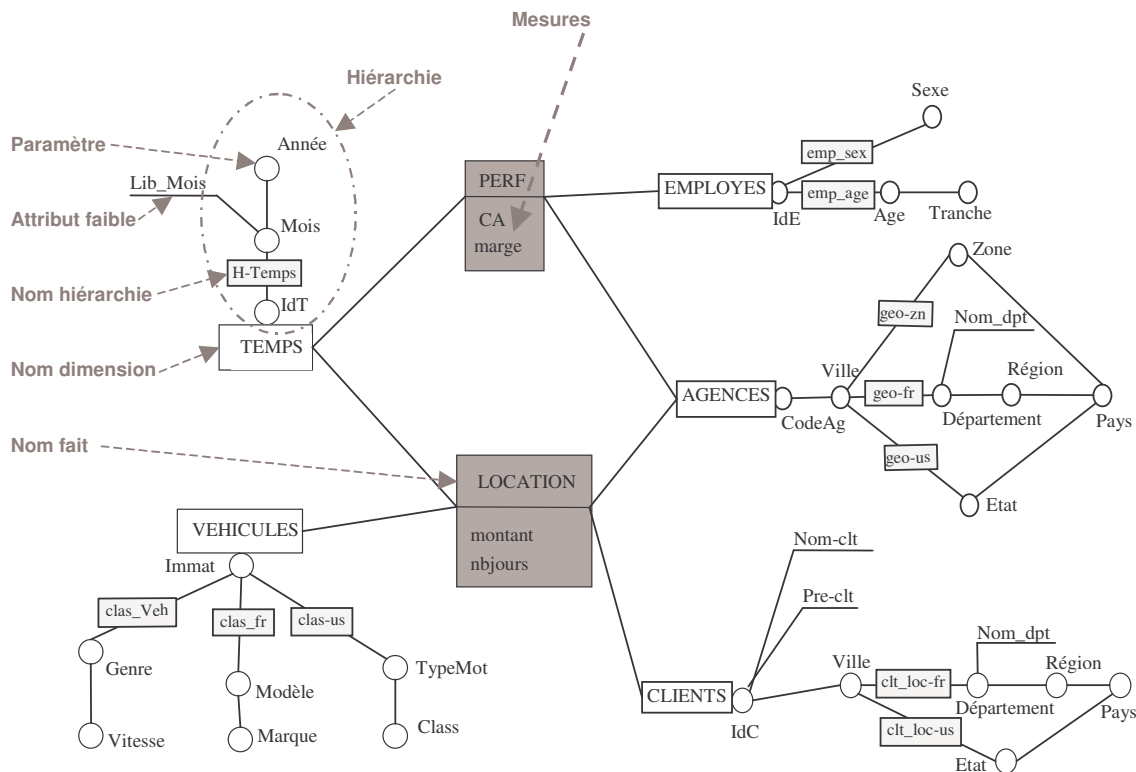 Mesures
Hiérarchie
Sexe
Paramètre
Année
emp_sex
PERF
EMPLOYES
emp_age
Lib_Mois
IdE
Age
Tranche
Attribut faible
Mois
CA
marge
Zone
Nom hiérarchie
H-Temps
IdT
geo-zn
Nom_dpt
TEMPS
Nom dimension
Ville
Région
AGENCES
geo-fr
CodeAg
Département
Pays
Nom fait
geo-us
LOCATION
Etat
VEHICULES
montant
nbjours
Nom-clt
Immat
Pre-clt
clas_Veh
clas_fr
clas-us
Nom_dpt
Genre
TypeMot
Ville
Région
Modèle
CLIENTS
clt_loc-fr
Département
Pays
IdC
clt_loc-us
Vitesse
Marque
Class
Etat